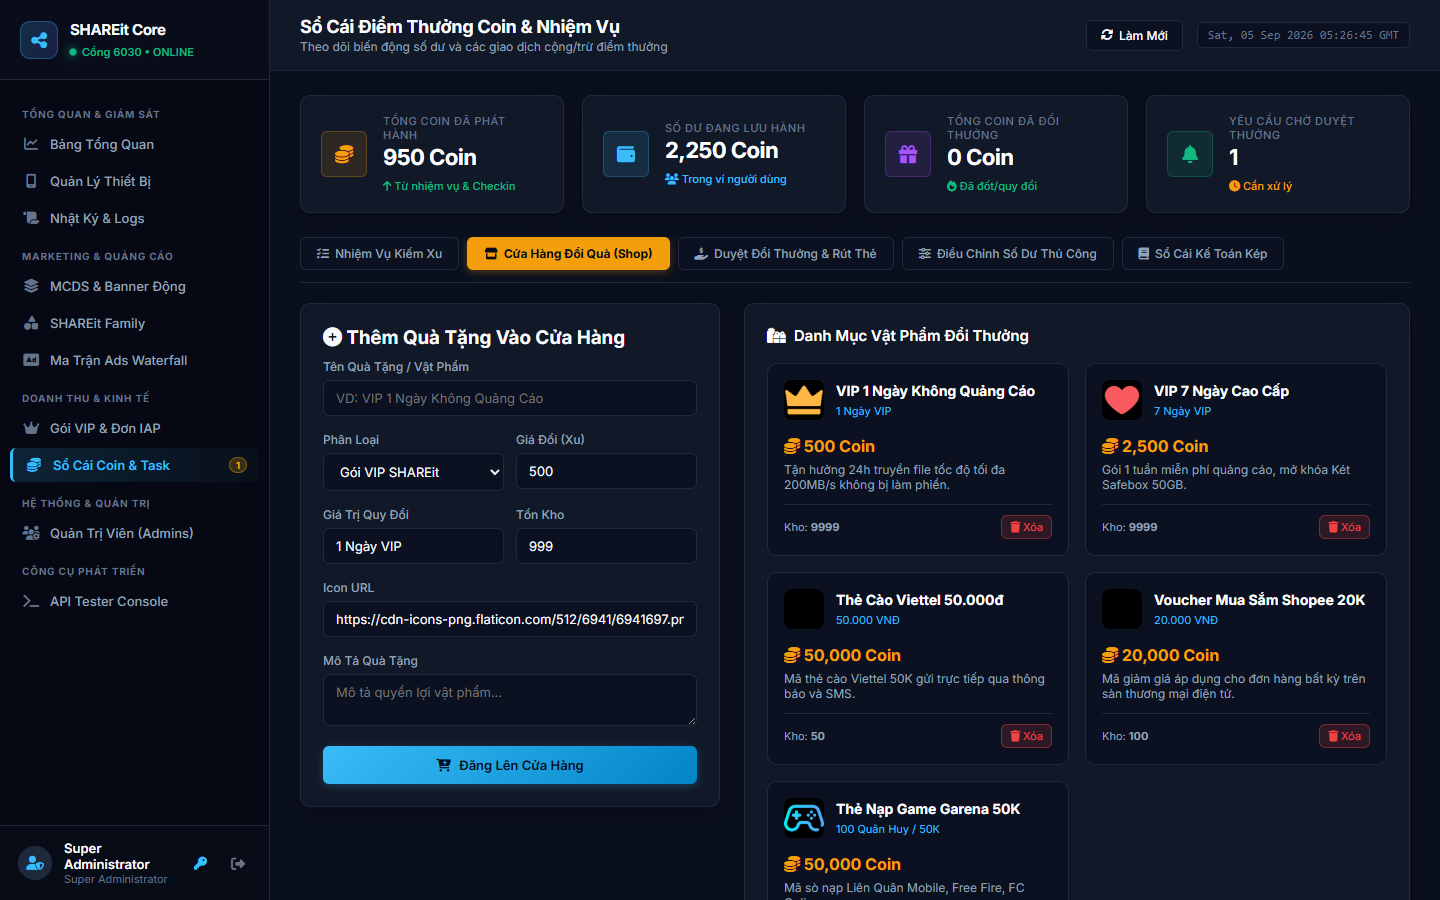 SHAREit Core
Cổng 6030 • ONLINE
TỔNG QUAN & GIÁM SÁT
Bảng Tổng Quan
Quản Lý Thiết Bị
Nhật Ký & Logs
MARKETING & QUẢNG CÁO
MCDS & Banner Động
SHAREit Family
Ad
Ma Trận Ads Waterfall
DOANH THU & KINH TẾ
Gói VIP & Đơn IAP
Sổ Cái Coin & Task
1
HỆ THỐNG & QUẢN TRỊ
Quản Trị Viên (Admins)
CÔNG CỤ PHÁT TRIỂN
API Tester Console
Super Administrator
Super Administrator
Sổ Cái Điểm Thưởng Coin & Nhiệm Vụ
Theo dõi biến động số dư và các giao dịch cộng/trừ điểm thưởng
Làm Mới
Sat, 05 Sep 2026 05:26:45 GMT
TỔNG COIN ĐÃ PHÁT
HÀNH
950 Coin
Từ nhiệm vụ & Checkin
SỐ DƯ ĐANG LƯU HÀNH
2,250 Coin
Trong ví người dùng
TỔNG COIN ĐÃ ĐỔI
THƯỞNG
0 Coin
Đã đốt/quy đổi
YÊU CẦU CHỜ DUYỆT
THƯỞNG
1
Cần xử lý
Nhiệm Vụ Kiếm Xu
Cửa Hàng Đổi Quà (Shop)
Duyệt Đổi Thưởng & Rút Thẻ
Điều Chỉnh Số Dư Thủ Công
Sổ Cái Kế Toán Kép
Thêm Quà Tặng Vào Cửa Hàng
Tên Quà Tặng / Vật Phẩm
VD: VIP 1 Ngày Không Quảng Cáo
Phân Loại
Giá Đổi (Xu)
Gói VIP SHAREit
500
Giá Trị Quy Đổi
Tồn Kho
1 Ngày VIP
999
Icon URL
https://cdn-icons-png.flaticon.com/512/6941/6941697.pr
Mô Tả Quà Tặng
Mô tả quyền lợi vật phẩm...
Đăng Lên Cửa Hàng
Danh Mục Vật Phẩm Đổi Thưởng
VIP 1 Ngày Không Quảng Cáo
1 Ngày VIP
500 Coin
Tận hưởng 24h truyền file tốc độ tối đa
200MB/s không bị làm phiền.
Kho: 9999
Xóa
VIP 7 Ngày Cao Cấp
7 Ngày VIP
2,500 Coin
Gói 1 tuần miễn phí quảng cáo, mở khóa Két
Safebox 50GB.
Kho: 9999
Xóa
Thẻ Cào Viettel 50.000đ
50.000 VNĐ
50,000 Coin
Mã thẻ cào Viettel 50K gửi trực tiếp qua thông
báo và SMS.
Kho: 50
Xóa
Voucher Mua Sắm Shopee 20K
20.000 VNĐ
20,000 Coin
Mã giảm giá áp dụng cho đơn hàng bất kỳ trên
sàn thương mại điện tử.
Kho: 100
Xóa
Thẻ Nạp Game Garena 50K
100 Quân Huy / 50K
50,000 Coin
Mã sò nạp Liên Quân Mobile, Free Fire, FC